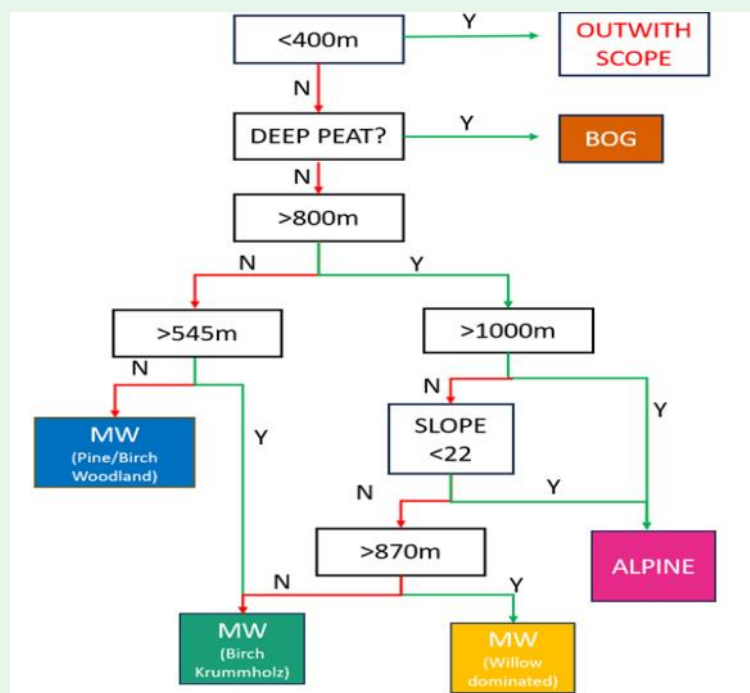 <400m
Y
OUTWITH
SCOPE
N
DEEP PEAT?
Y
BOG
N
>800m
N
Y
>545m
>1000m
N
N
Y
MW
(Pine/Birch
Woodland)
SLOPE
<22
Y
N
Y
>870m
ALPINE
N
Y
MW
(Birch
Krummholz)
MW
(Willow
dominated)